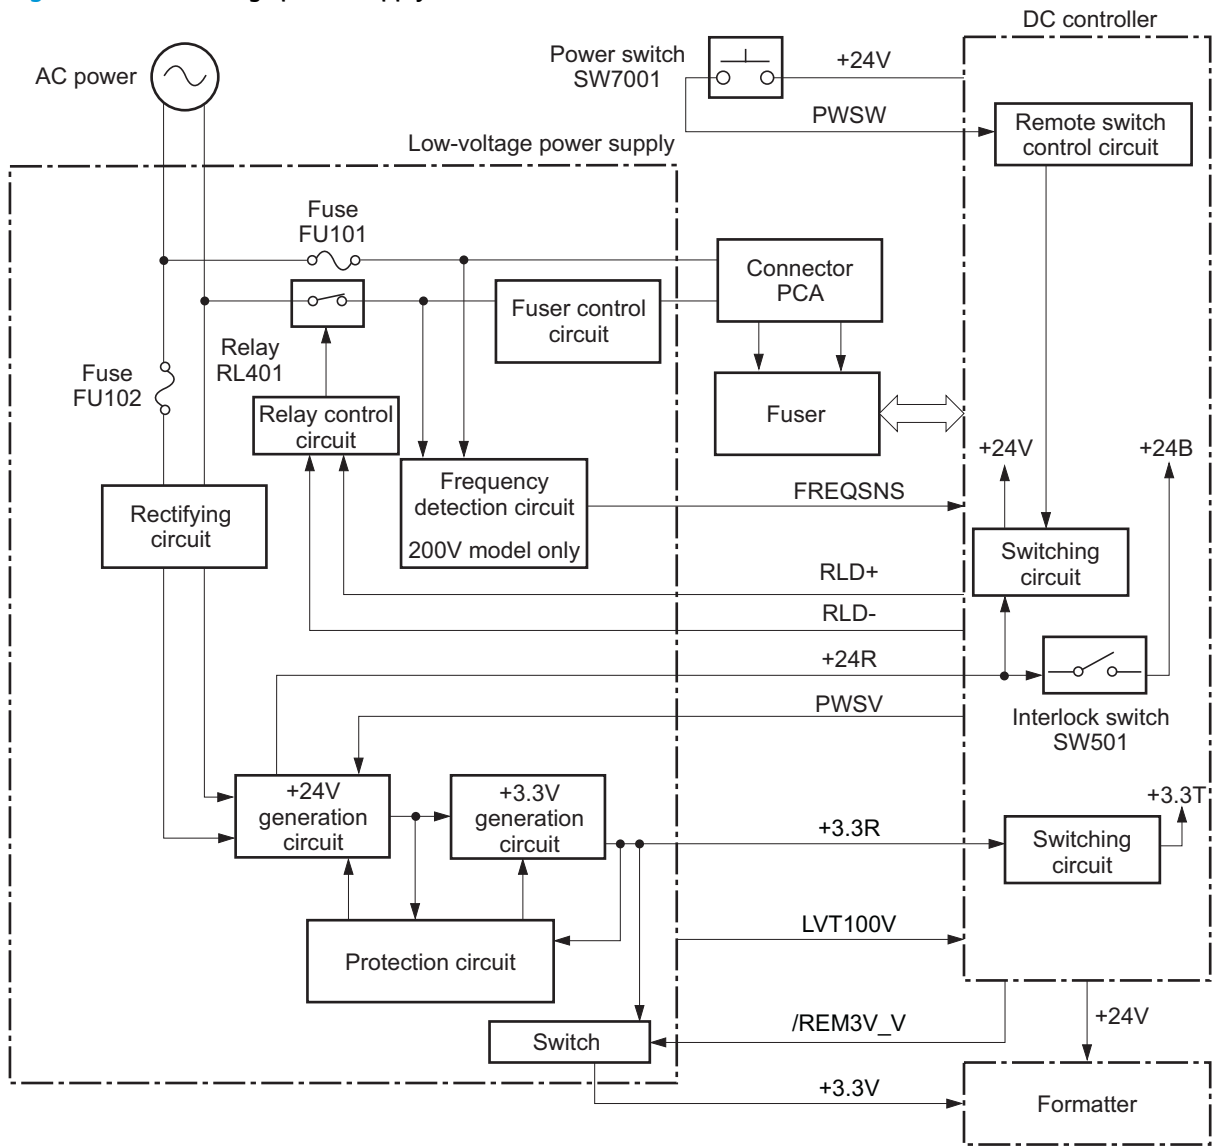 DC controller
Power switch
SW7001
+24V
AC power
PWSW
Remote switch
control circuit
Low-voltage power supply
Fuse
FU101
Connector
PCA
Fuser control
circuit
Relay
RL401
Fuse
FU102
Relay control
circuit
Fuser
+24V
+24B
Frequency
detection circuit
200V model only
FREQSNS
Rectifying
circuit
Switching
circuit
RLD+
RLD-
+24R
PWSV
Interlock switch
SW501
+24V
generation
circuit
+3.3V
generation
circuit
+3.3T
+3.3R
Switching
circuit
LVT100V
Protection circuit
/REM3V_V
+24V
Switch
+3.3V
Formatter